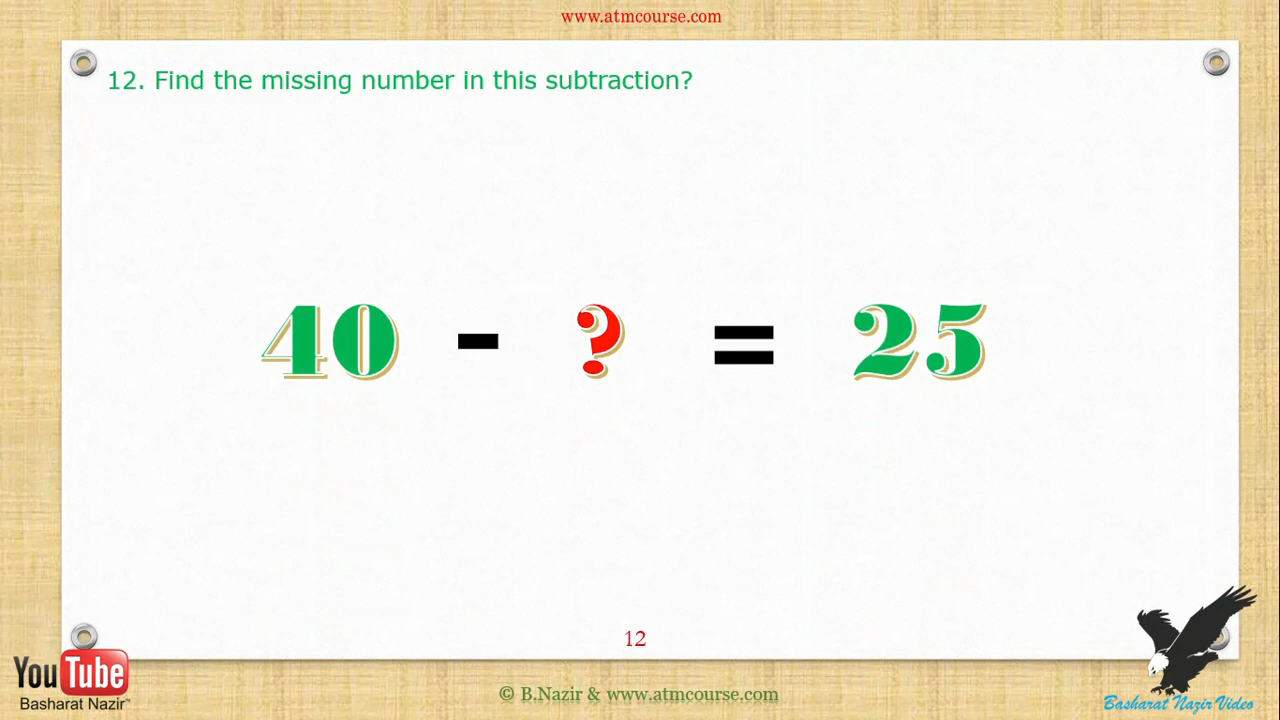 www.atmcourse.com
12. Find the missing number in this subtraction?
40 - ? = 25
12
YouTube
Basharat Nazir™
© B.Nazir & www.atmcourse.com
Basharat Nazir Video